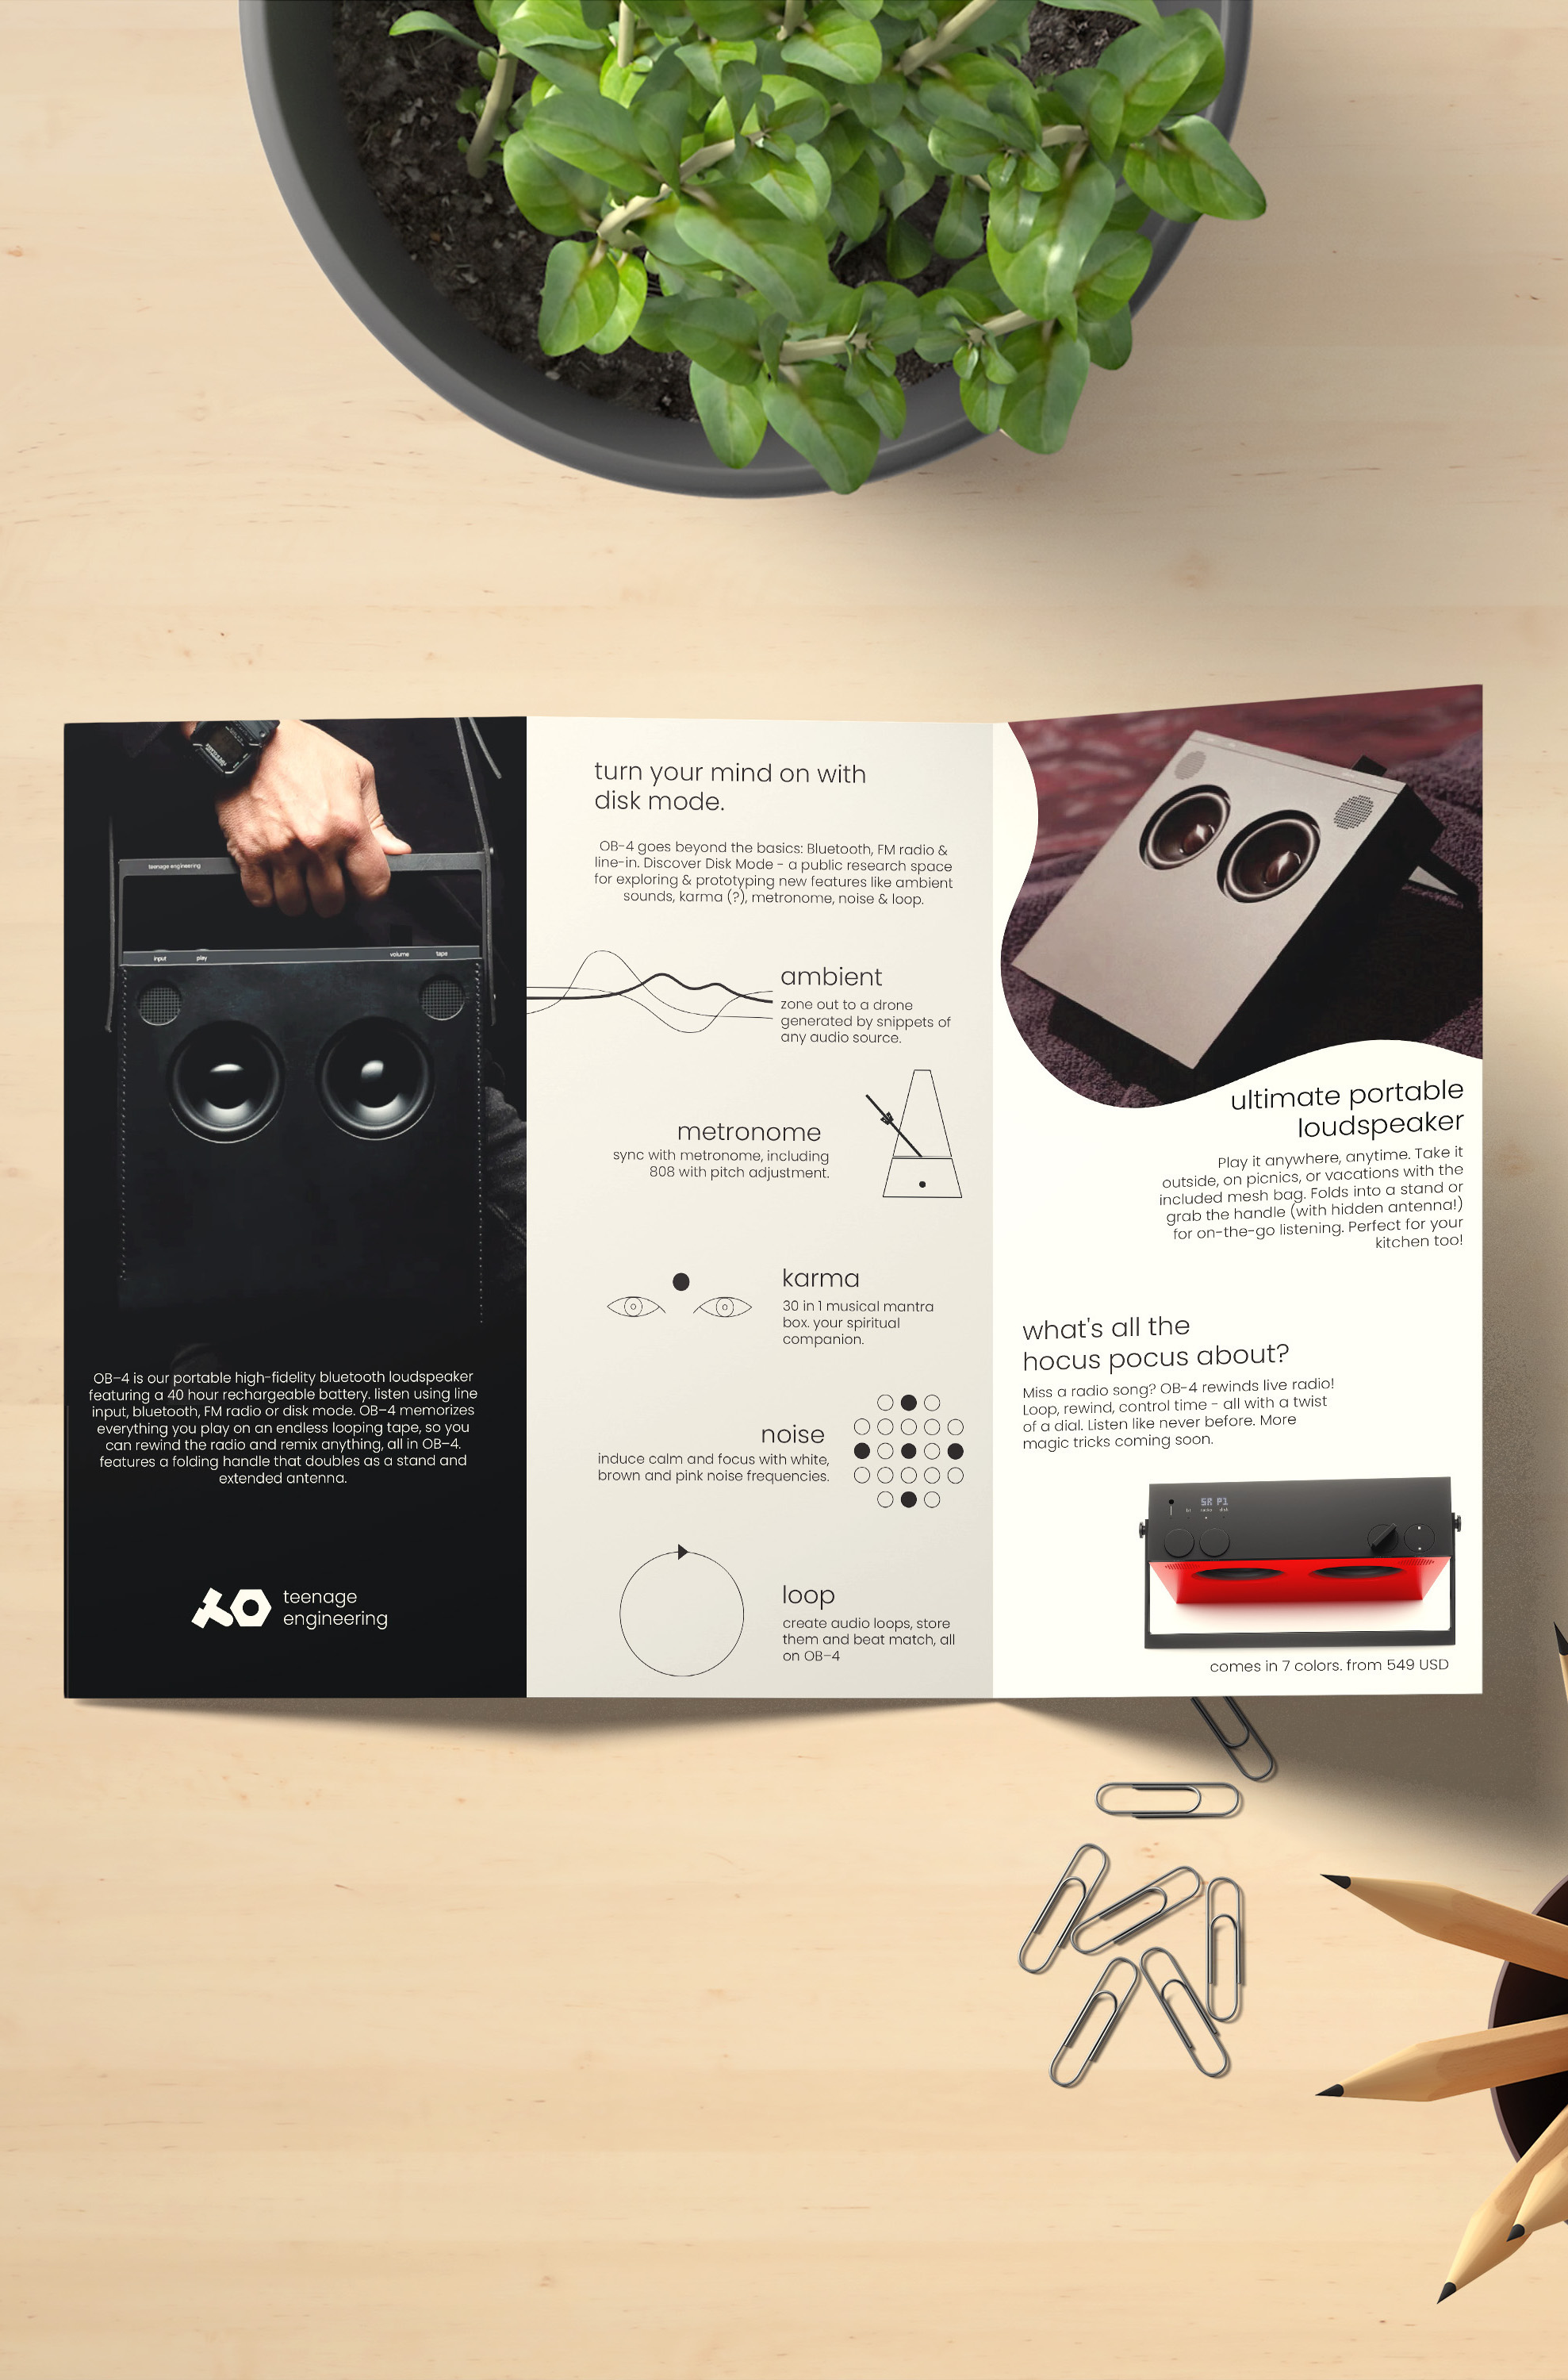 teenage engineering
input play volume tape
OB–4 is our portable high-fidelity bluetooth loudspeaker
featuring a 40 hour rechargeable battery. listen using line
input, bluetooth, FM radio or disk mode. OB–4 memorizes
everything you play on an endless looping tape, so you
can rewind the radio and remix anything, all in OB–4.
features a folding handle that doubles as a stand and
extended antenna.
teenage
engineering
turn your mind on with
disk mode.
OB-4 goes beyond the basics: Bluetooth, FM radio &
line-in. Discover Disk Mode - a public research space
for exploring & prototyping new features like ambient
sounds, karma (?), metronome, noise & loop.
ambient
zone out to a drone
generated by snippets of
any audio source.
metronome
sync with metronome, including
808 with pitch adjustment.
karma
30 in 1 musical mantra
box. your spiritual
companion.
noise
induce calm and focus with white,
brown and pink noise frequencies.
loop
create audio loops, store
them and beat match, all
on OB–4
ultimate portable
loudspeaker
Play it anywhere, anytime. Take it
outside, on picnics, or vacations with the
included mesh bag. Folds into a stand or
grab the handle (with hidden antenna!)
for on-the-go listening. Perfect for your
kitchen too!
what's all the
hocus pocus about?
Miss a radio song? OB-4 rewinds live radio!
Loop, rewind, control time - all with a twist
of a dial. Listen like never before. More
magic tricks coming soon.
comes in 7 colors. from 549 USD